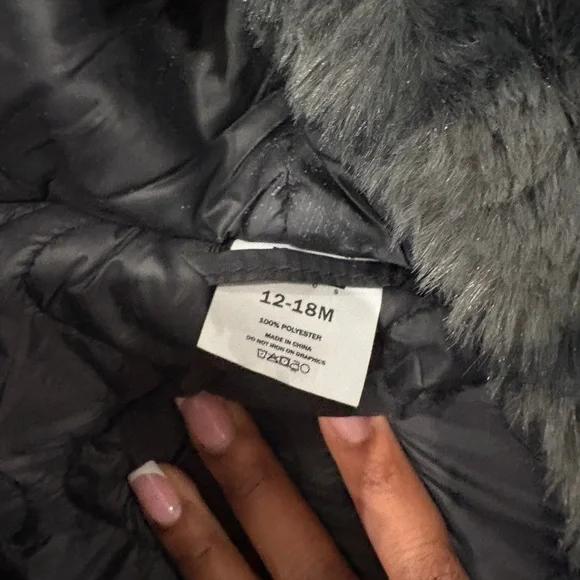 12-18M
100% POLYESTER
MADE IN CHINA
DO NOT IRON ON GRAPHICS